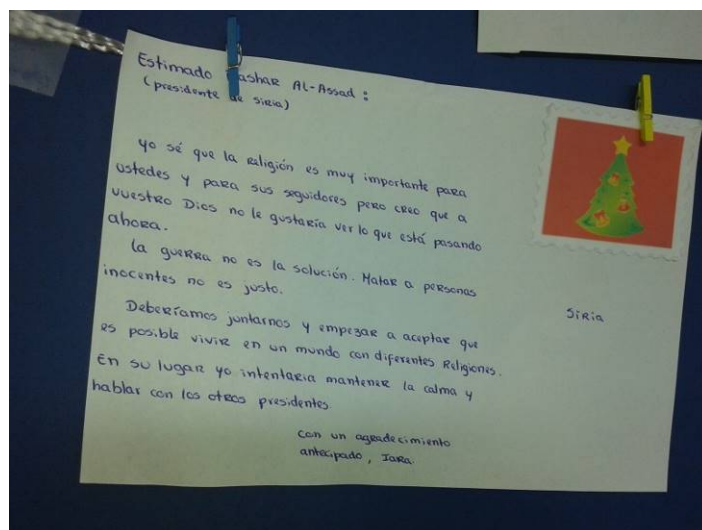 Estimado Bashar Al-Assad :
(presidente de Siria)
Yo sé que la religión es muy importante para
ustedes y para sus seguidores pero creo que a
vuestro Dios no le gustaría ver lo que está pasando
ahora.
La guerra no es la solución. Matar a personas
inocentes no es justo.
Deberíamos juntarnos y empezar a aceptar que
es posible vivir en un mundo con diferentes Religiones.
En su lugar yo intentaria mantener la calma y
hablar con los otros presidentes.
Con un agradecimiento
antecipado, Iara.
Siria